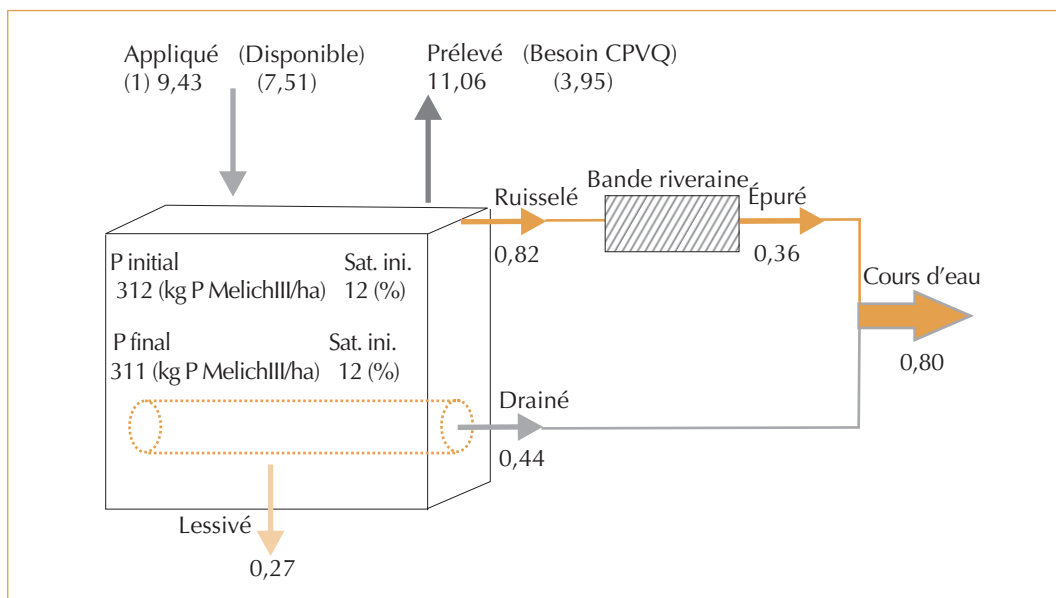 Appliqué (Disponible)
(1) 9,43 (7,51)
Prélevé (Besoin CPVQ)
11,06 (3,95)
Ruisselé
0,82
Bande riveraine
Épuré
0,36
P initial Sat. ini.
312 (kg P MelichIII/ha) 12 (%)
P final Sat. ini.
311 (kg P MelichIII/ha) 12 (%)
Cours d'eau
0,80
Drainé
0,44
Lessivé
0,27